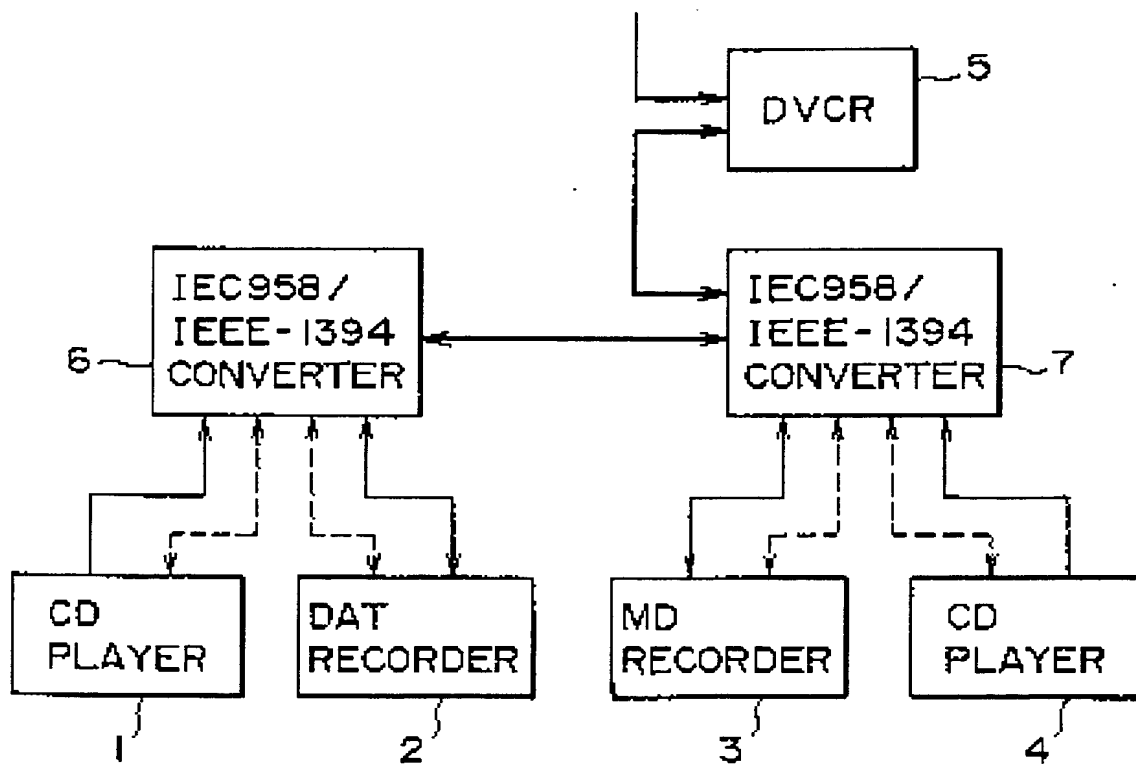 5
DVCR
IEC958/
IEEE-1394
CONVERTER
6
IEC958/
IEEE-1394
CONVERTER
7
CD
PLAYER
DAT
RECORDER
MD
RECORDER
CD
PLAYER
1
2
3
4